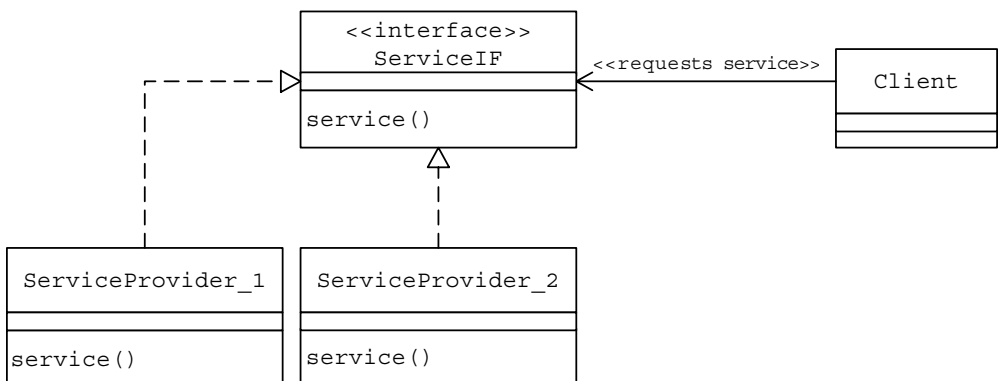 <<interface>>
ServiceIF
service()
<<requests service>>
Client
ServiceProvider_1
service()
ServiceProvider_2
service()